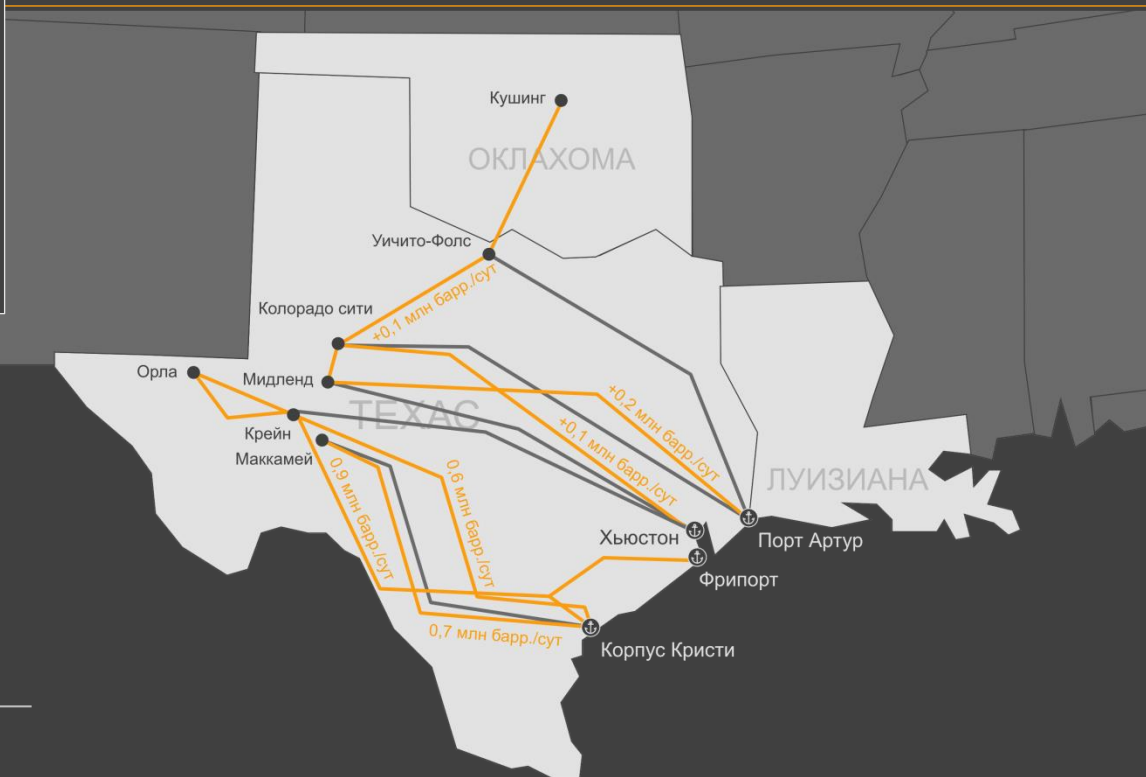 Кушинг
ОКЛАХОМА
Уичито-Фолс
+0,1 млн барр./сут
Колорадо сити
Орла
Мидленд
ТЕХАС
+0,2 млн барр./сут
+0,1 млн барр./сут
Крейн
Маккамей
0,9 млн барр./сут
0,6 млн барр./сут
ЛУИЗИАНА
Хьюстон
Порт Артур
Фрипорт
0,7 млн барр./сут
Корпус Кристи